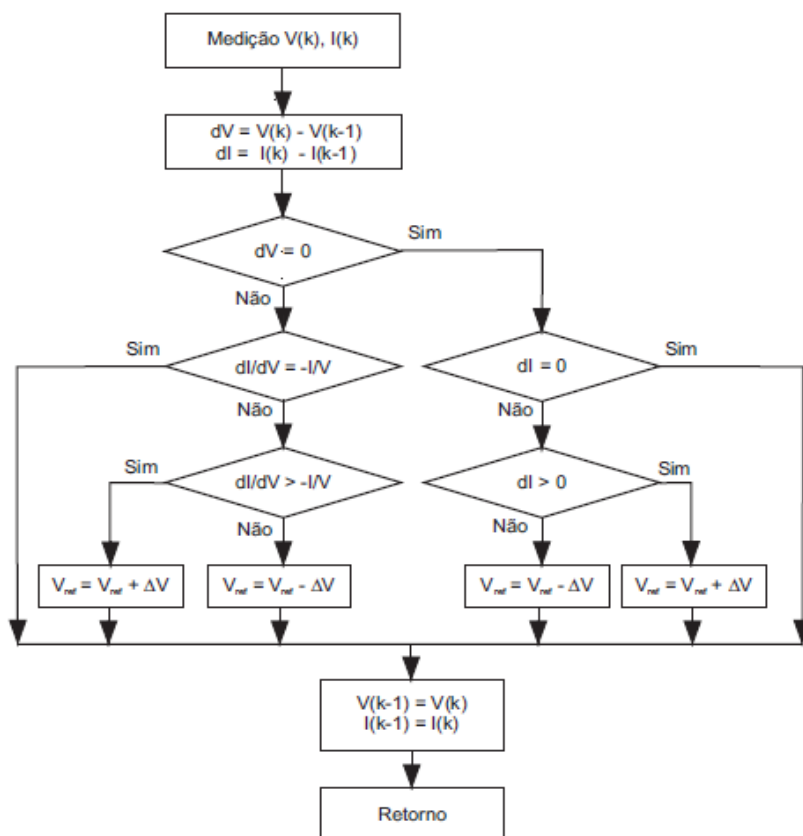 Medição V(k), I(k)
dV = V(k) - V(k-1)
dI = I(k) - I(k-1)
dV = 0
Sim
Não
Sim
dI/dV = -I/V
dI = 0
Sim
Não
Não
Sim
dI/dV > -I/V
dI > 0
Sim
Não
Não
Vref = Vref + ΔV
Vref = Vref - ΔV
Vref = Vref - ΔV
Vref = Vref + ΔV
V(k-1) = V(k)
I(k-1) = I(k)
Retorno